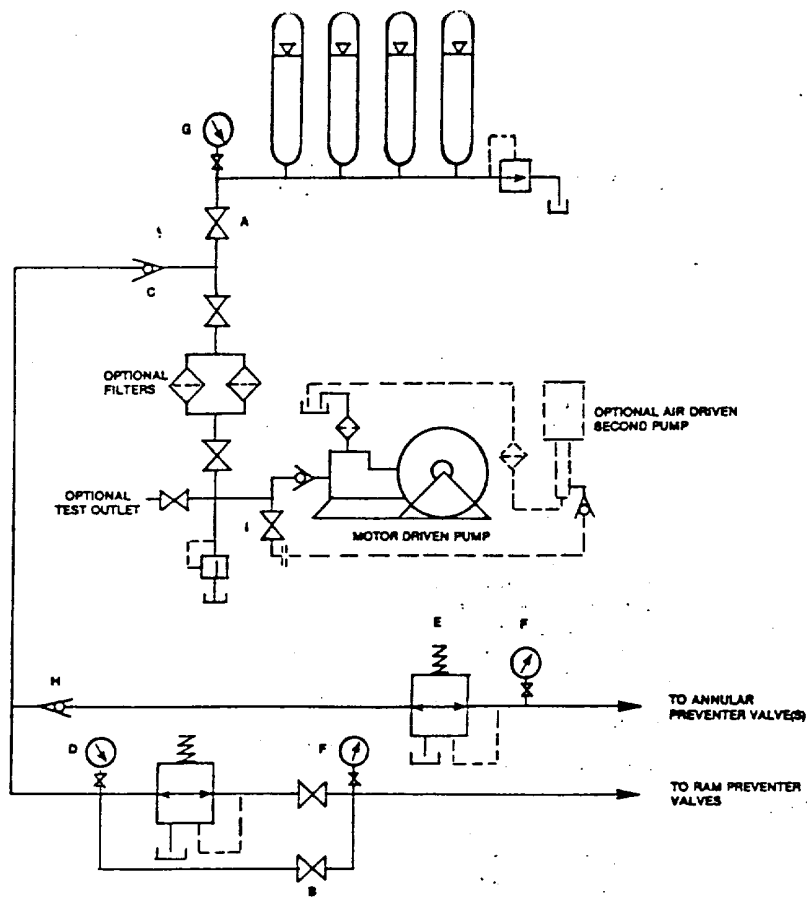 G
A
C
OPTIONAL
FILTERS
OPTIONAL AIR DRIVEN
SECOND PUMP
OPTIONAL
TEST OUTLET
I
MOTOR DRIVEN PUMP
E
F
H
TO ANNULAR
PREVENTER VALVE(S)
D
F
TO RAM PREVENTER
VALVES
B